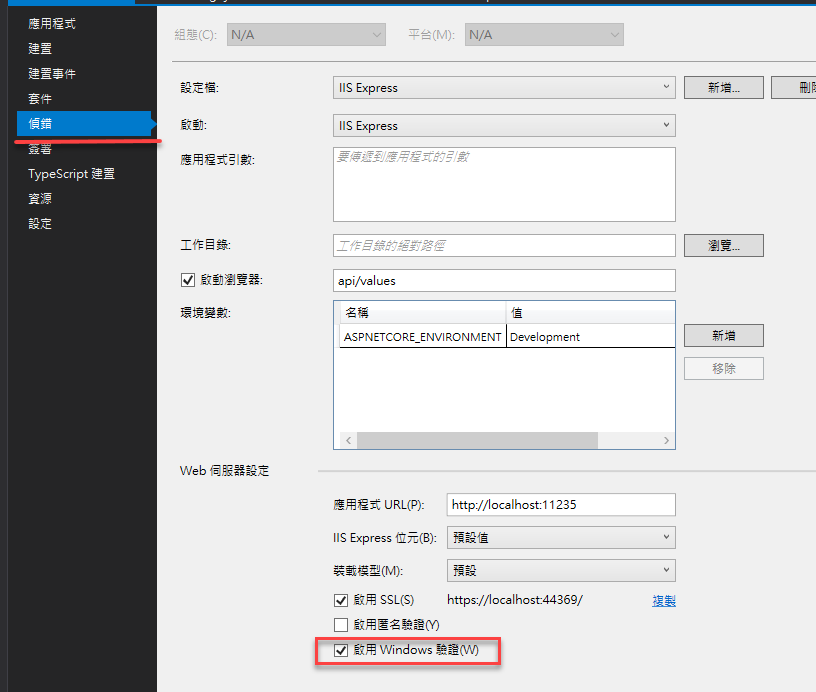 應用程式
建置
建置事件
套件
偵錯
簽署
TypeScript 建置
資源
設定
組態(C): N/A 平台(M): N/A
設定檔: IIS Express 新增...
啟動: IIS Express
應用程式引數: 要傳遞到應用程式的引數
工作目錄: 工作目錄的絕對路徑 瀏覽...
啟動瀏覽器: api/values
環境變數: 名稱 值
ASPNETCORE_ENVIRONMENT Development 新增
移除
Web 伺服器設定
應用程式 URL(P): http://localhost:11235
IIS Express 位元(B): 預設值
裝載模型(M): 預設
啟用 SSL(S) https://localhost:44369/ 複製
啟用匿名驗證(Y)
啟用 Windows 驗證(W)